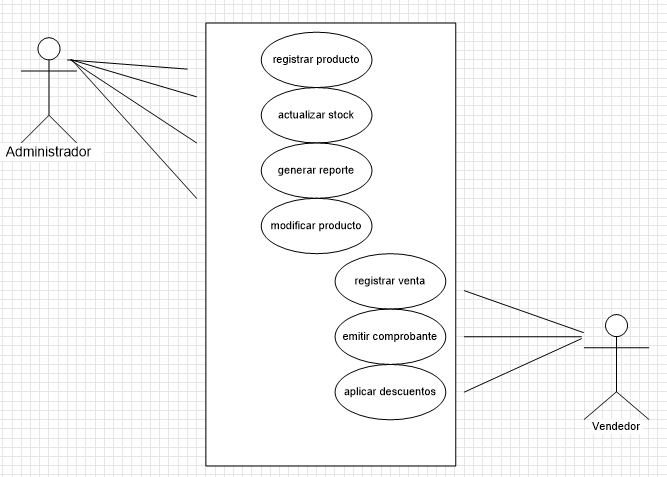 registrar producto
actualizar stock
generar reporte
modificar producto
Administrador
registrar venta
emitir comprobante
aplicar descuentos
Vendedor